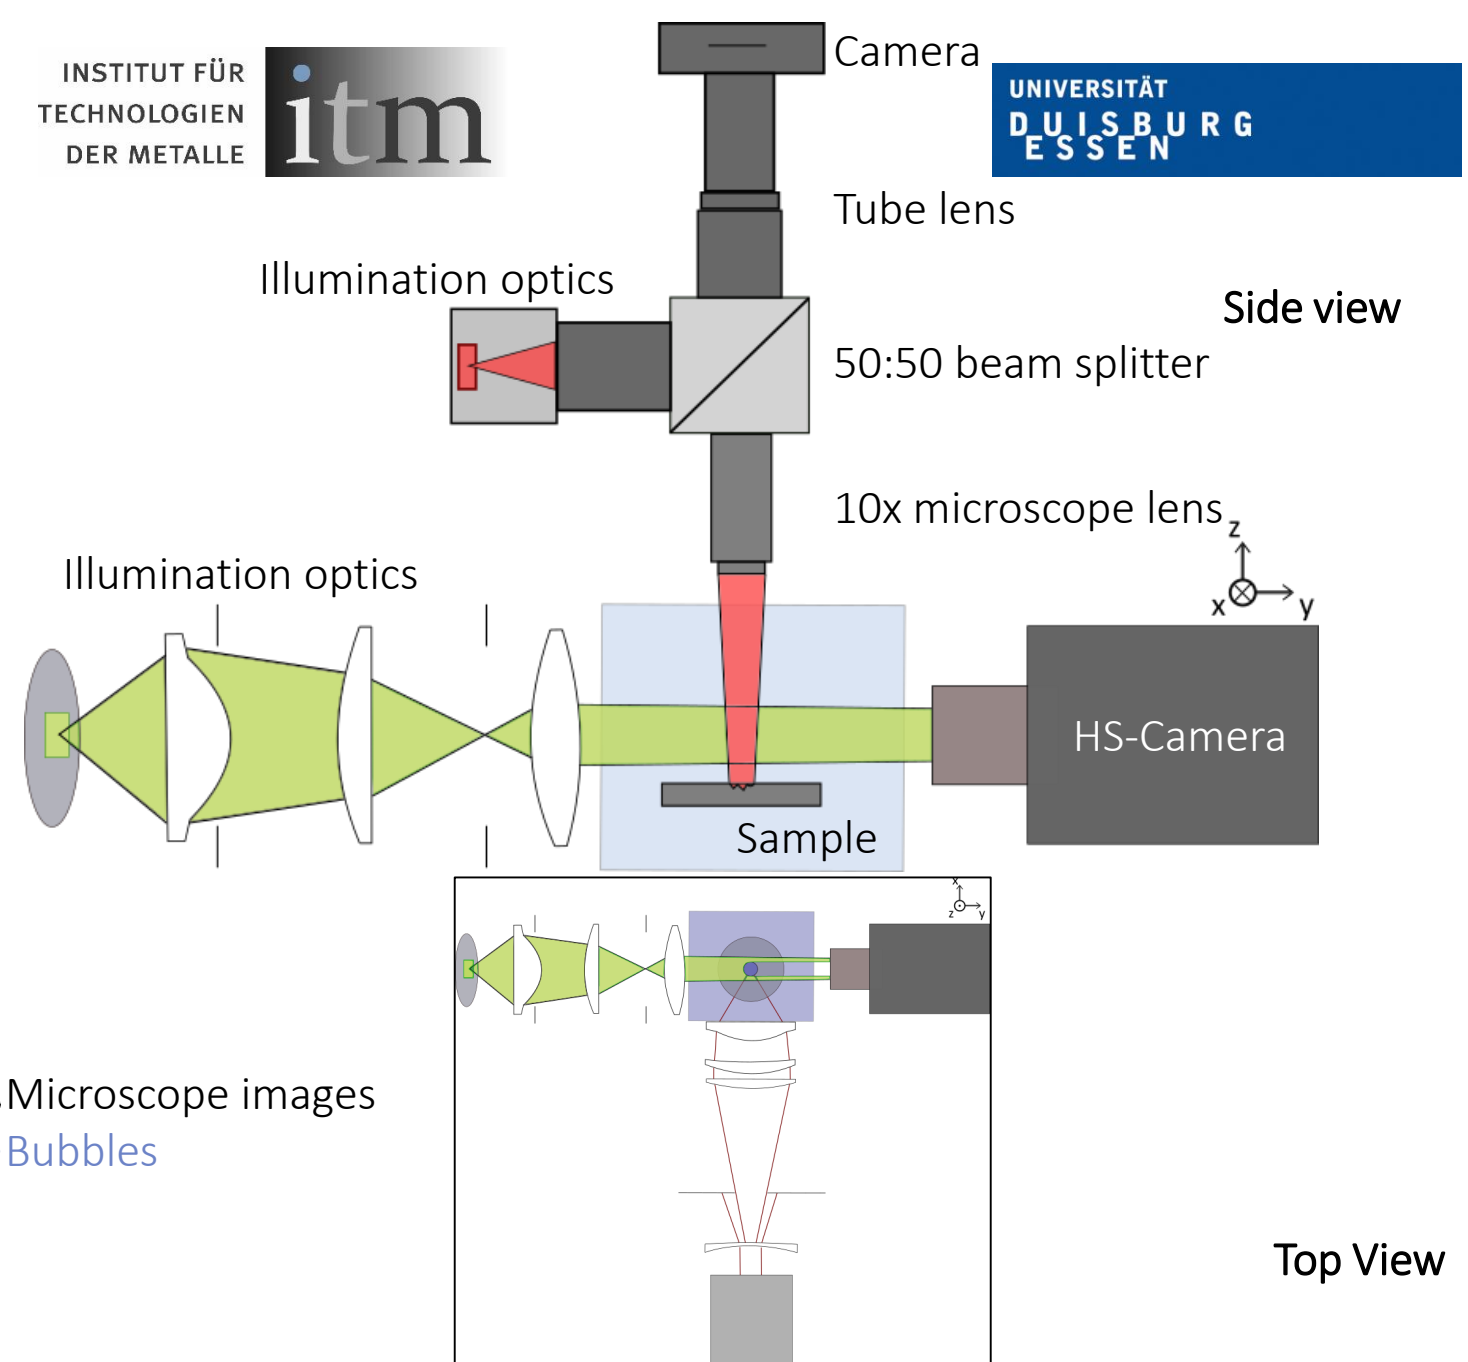 INSTITUT FÜR
TECHNOLOGIEN
DER METALLE
itm
Camera
UNIVERSITÄT
DUISBURG
ESSEN
Tube lens
Illumination optics
Side view
50:50 beam splitter
10x microscope lens
z
x
y
Illumination optics
HS-Camera
Sample
x
z
y
Microscope images
Bubbles
Top View